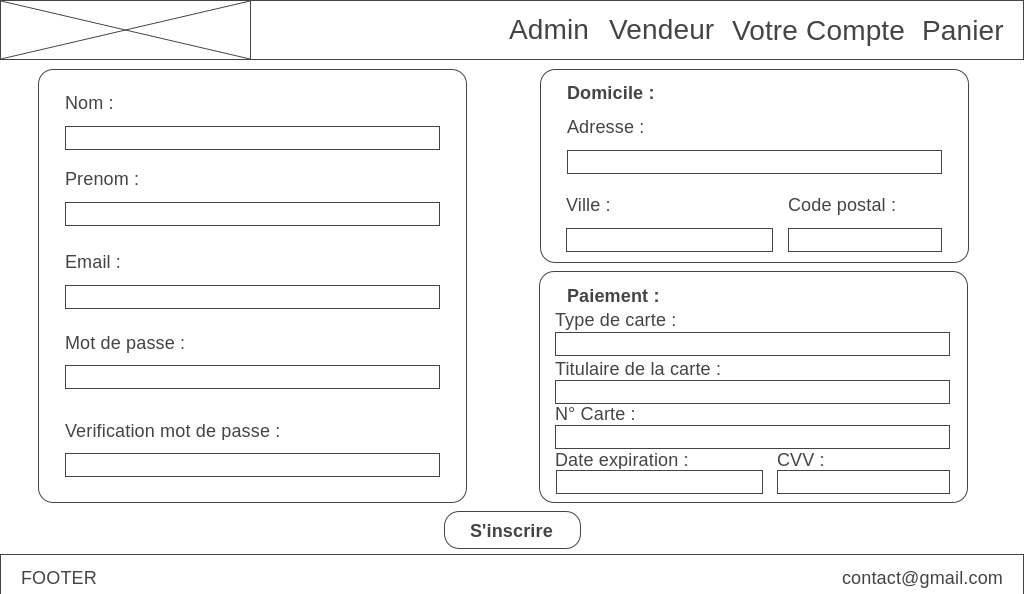 Admin Vendeur Votre Compte Panier
Nom :
Prenom :
Email :
Mot de passe :
Verification mot de passe :
Domicile :
Adresse :
Ville : Code postal :
Paiement :
Type de carte :
Titulaire de la carte :
N° Carte :
Date expiration : CVV :
S'inscrire
FOOTER contact@gmail.com